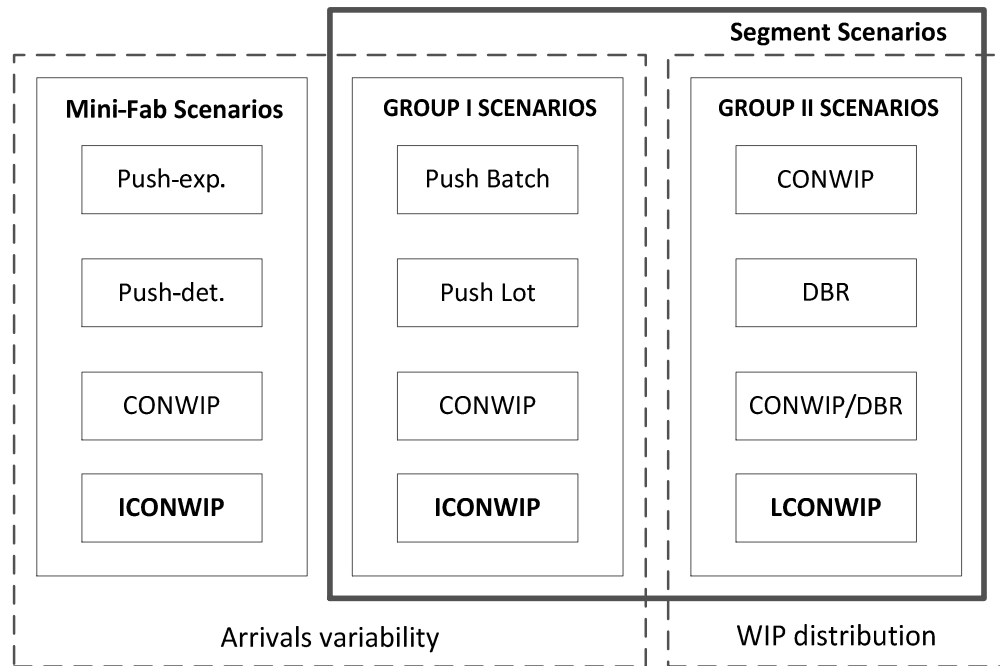 Segment Scenarios
Mini-Fab Scenarios
Push-exp.
Push-det.
CONWIP
ICONWIP
GROUP I SCENARIOS
Push Batch
Push Lot
CONWIP
ICONWIP
GROUP II SCENARIOS
CONWIP
DBR
CONWIP/DBR
LCONWIP
Arrivals variability
WIP distribution